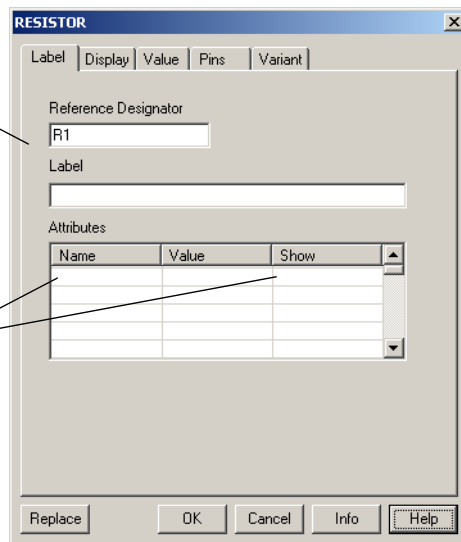 RESISTOR
Label Display Value Pins Variant
Reference Designator
R1
Label
Attributes
Name Value Show
Replace OK Cancel Info Help